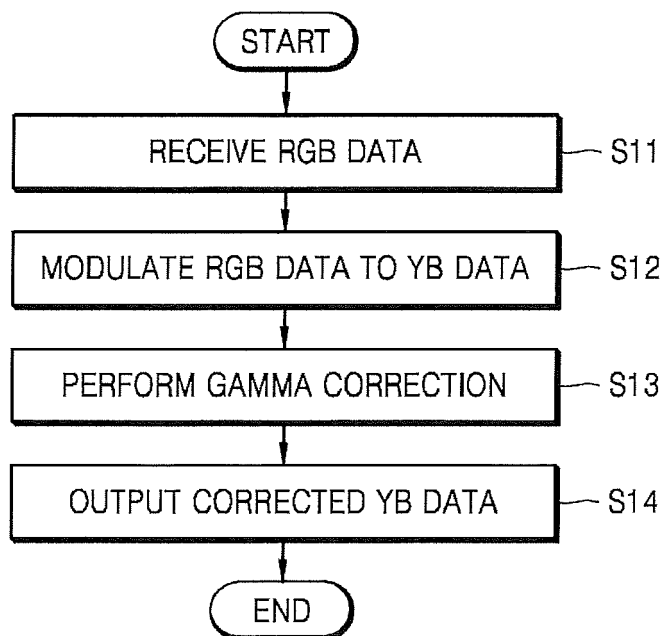 START
RECEIVE RGB DATA
S11
MODULATE RGB DATA TO YB DATA
S12
PERFORM GAMMA CORRECTION
S13
OUTPUT CORRECTED YB DATA
S14
END